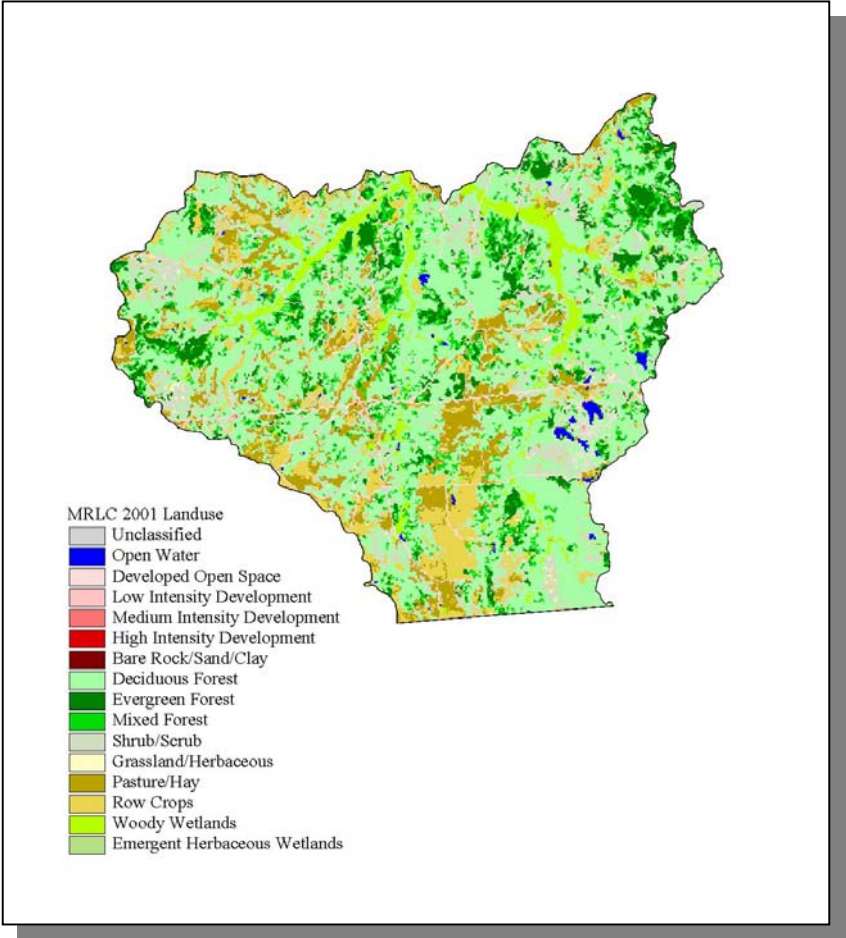 MRLC 2001 Landuse
Unclassified
Open Water
Developed Open Space
Low Intensity Development
Medium Intensity Development
High Intensity Development
Bare Rock/Sand/Clay
Deciduous Forest
Evergreen Forest
Mixed Forest
Shrub/Scrub
Grassland/Herbaceous
Pasture/Hay
Row Crops
Woody Wetlands
Emergent Herbaceous Wetlands